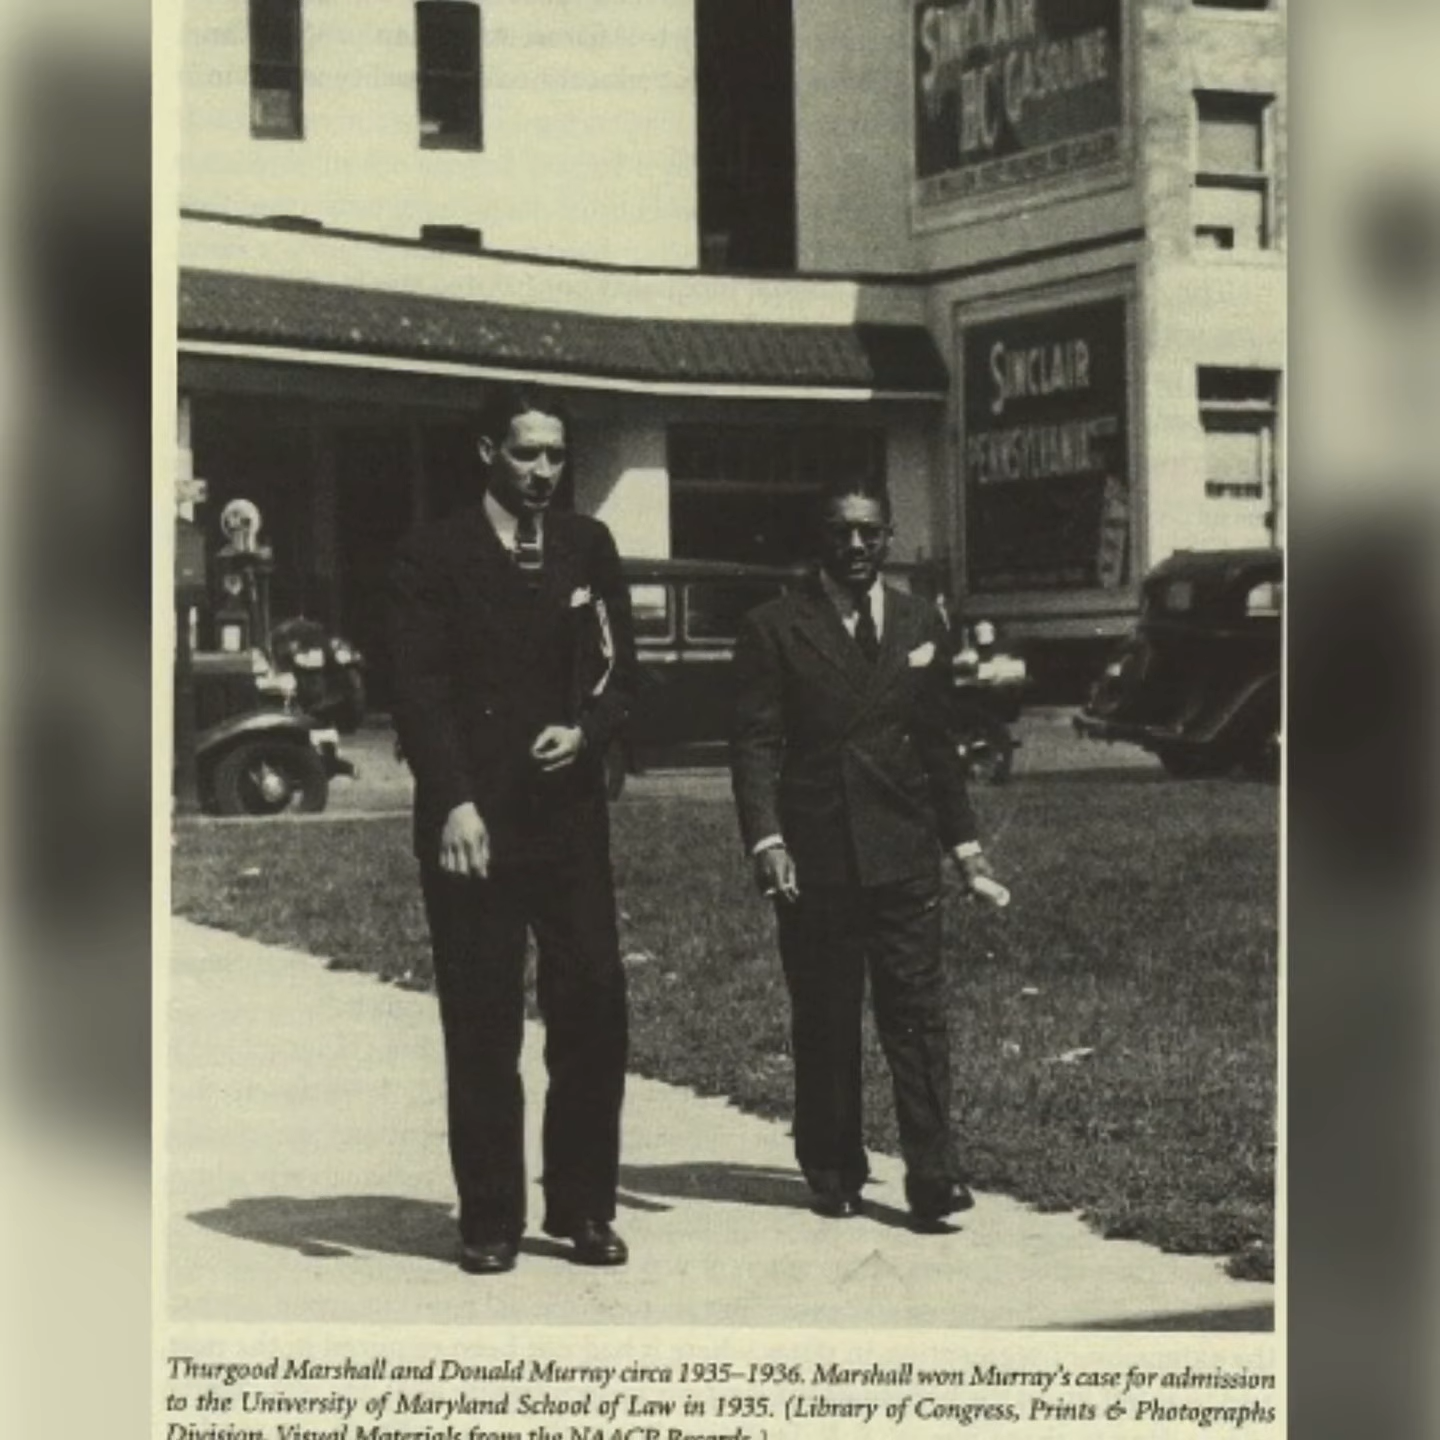 SINCLAIR
HC GASOLINE
SINCLAIR
PENNSYLVANIA
Thurgood Marshall and Donald Murray circa 1935–1936. Marshall won Murray's case for admission
to the University of Maryland School of Law in 1935. (Library of Congress, Prints & Photographs
Division, Visual Materials from the NAACP Records.)